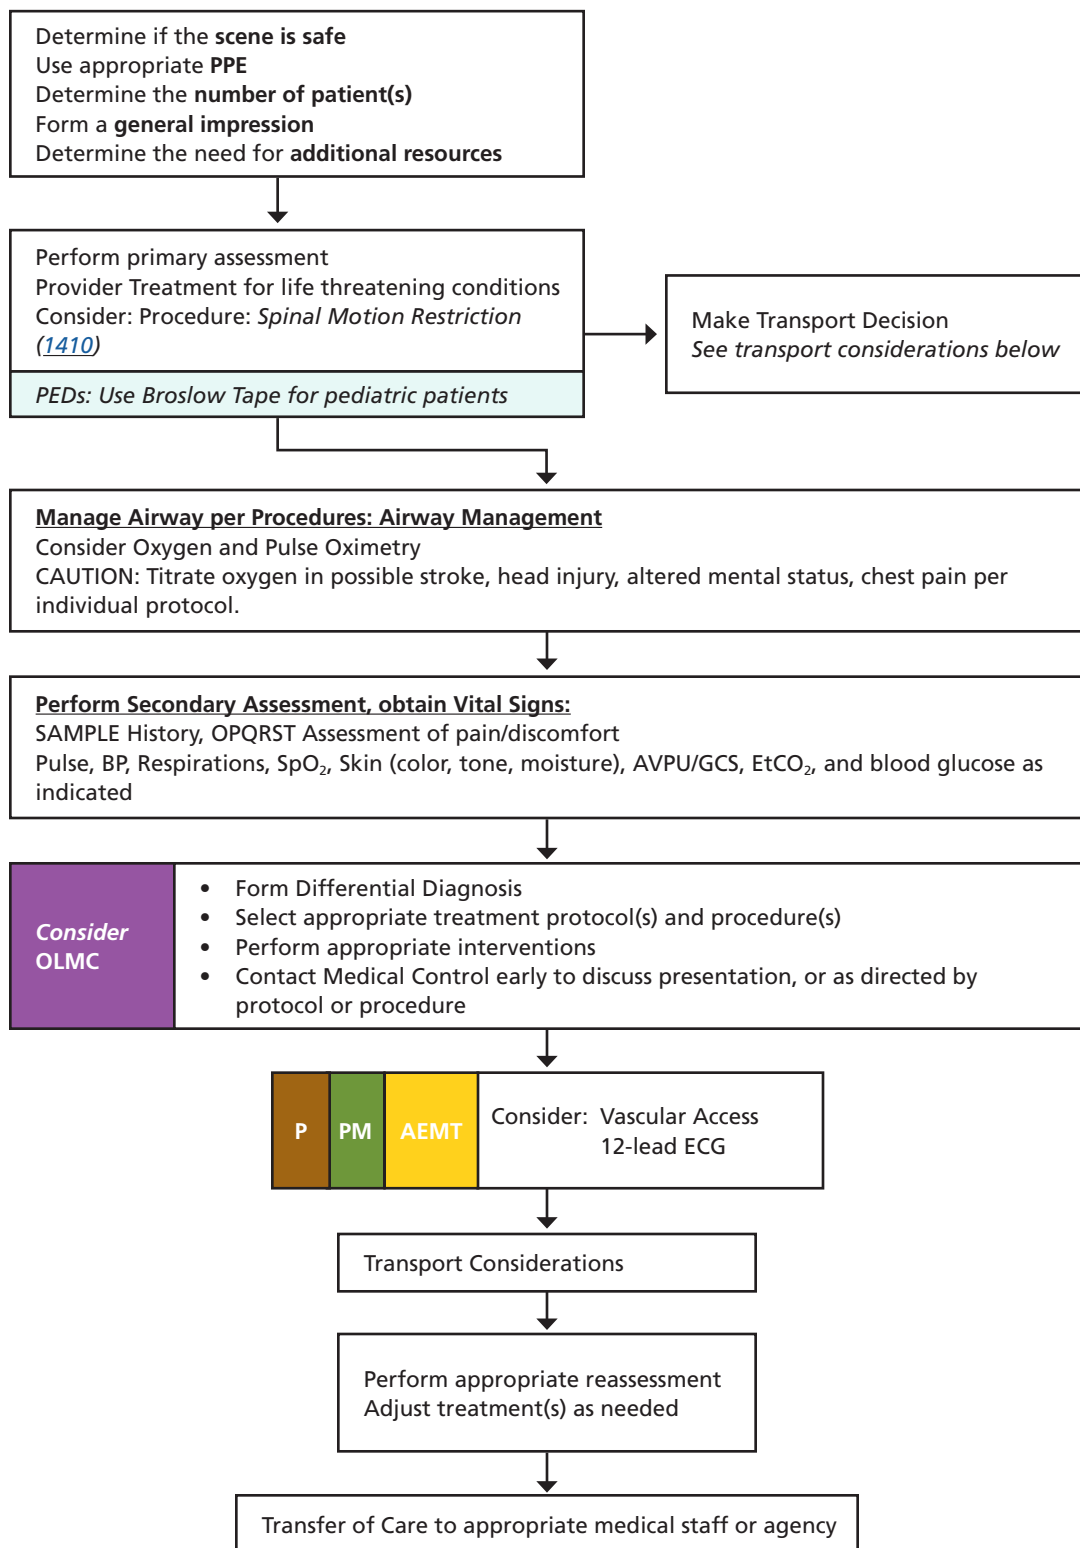 Determine if the scene is safe
Use appropriate PPE
Determine the number of patient(s)
Form a general impression
Determine the need for additional resources
Perform primary assessment
Provider Treatment for life threatening conditions
Consider: Procedure: Spinal Motion Restriction
(1410)
PEDs: Use Broslow Tape for pediatric patients
Make Transport Decision
See transport considerations below
Manage Airway per Procedures: Airway Management
Consider Oxygen and Pulse Oximetry
CAUTION: Titrate oxygen in possible stroke, head injury, altered mental status, chest pain per
individual protocol.
Perform Secondary Assessment, obtain Vital Signs:
SAMPLE History, OPQRST Assessment of pain/discomfort
Pulse, BP, Respirations, SpO₂, Skin (color, tone, moisture), AVPU/GCS, EtCO₂, and blood glucose as
indicated
Consider
OLMC
• Form Differential Diagnosis
• Select appropriate treatment protocol(s) and procedure(s)
• Perform appropriate interventions
• Contact Medical Control early to discuss presentation, or as directed by
protocol or procedure
P PM AEMT
Consider: Vascular Access
12-lead ECG
Transport Considerations
Perform appropriate reassessment
Adjust treatment(s) as needed
Transfer of Care to appropriate medical staff or agency